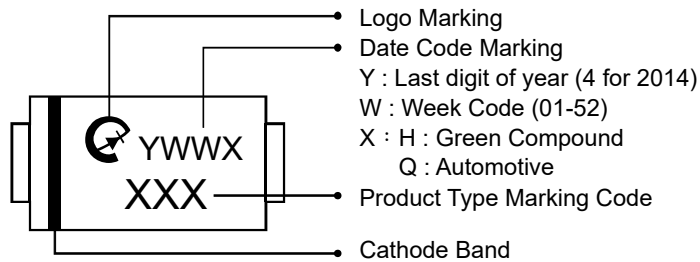 Logo Marking
Date Code Marking
Y : Last digit of year (4 for 2014)
W : Week Code (01-52)
X : H : Green Compound
Q : Automotive
Product Type Marking Code
Cathode Band
YWWX
XXX